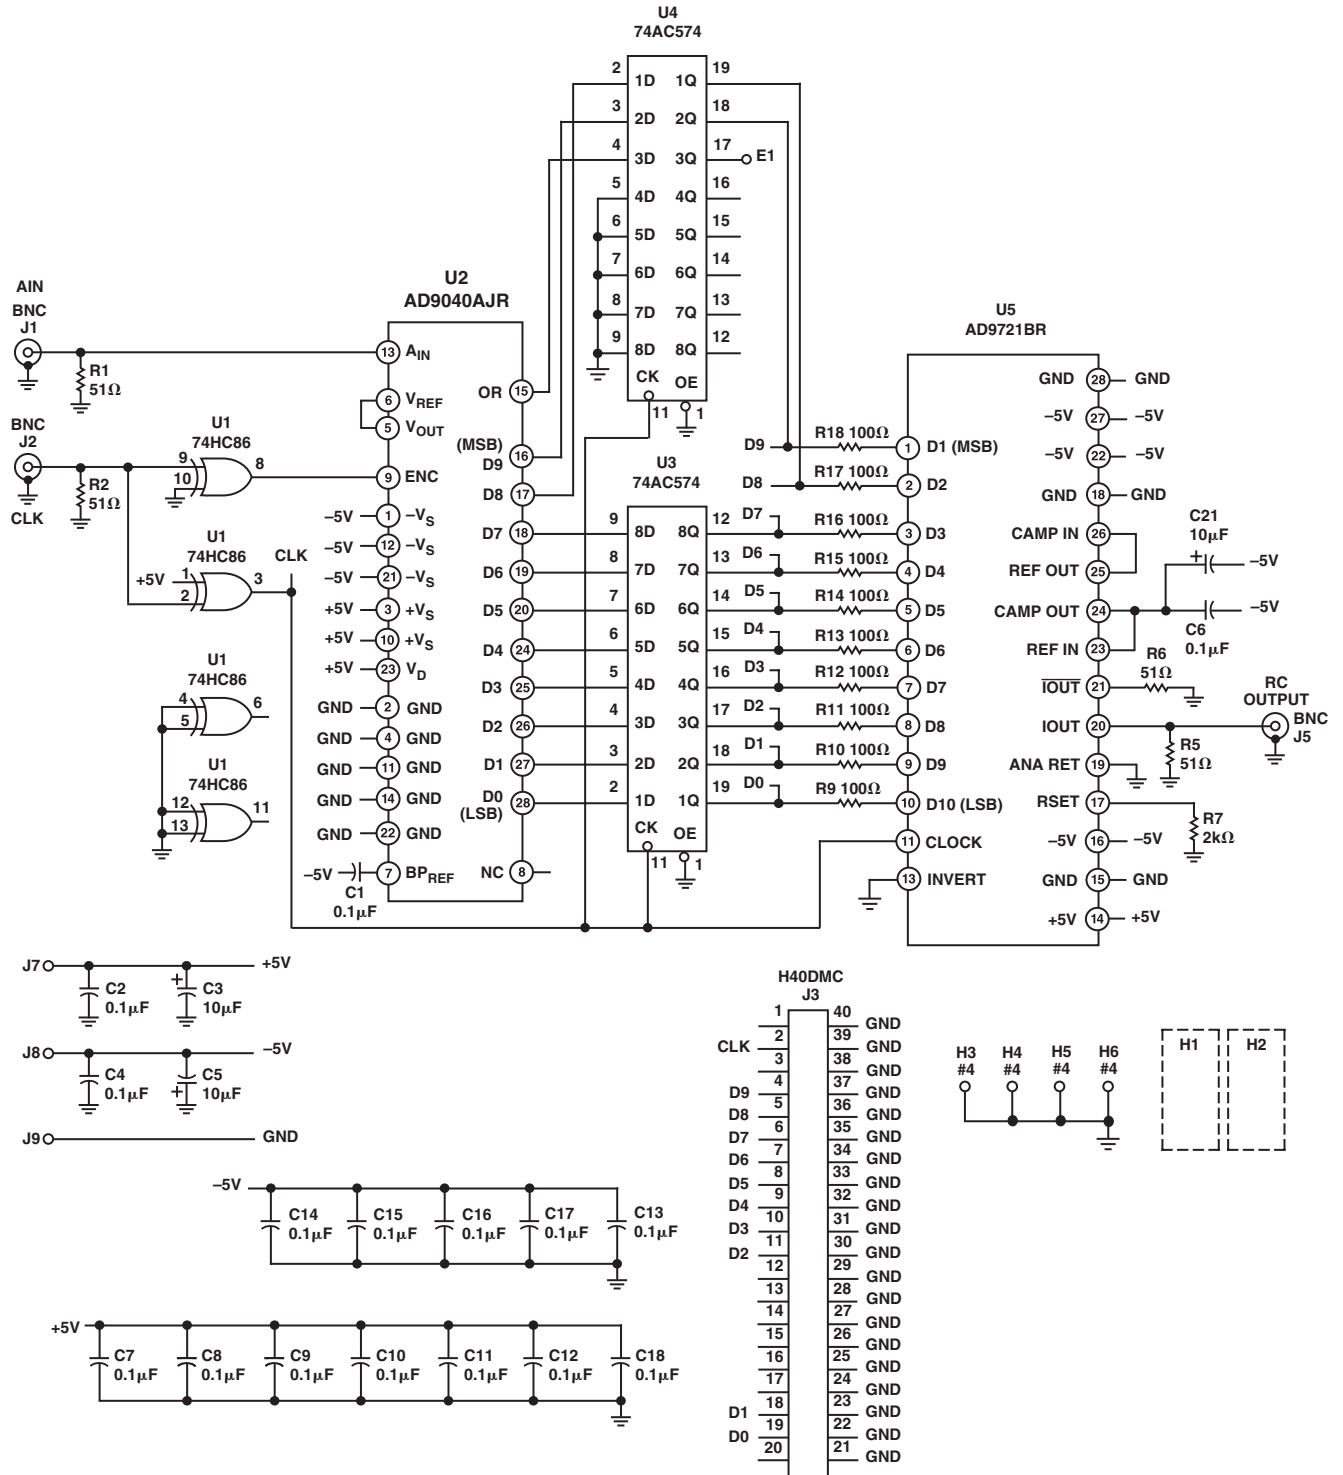 U4
74AC574
2 1D 1Q 19
3 2D 2Q 18
4 3D 3Q 17 E1
5 4D 4Q 16
6 5D 5Q 15
7 6D 6Q 14
8 7D 7Q 13
9 8D 8Q 12
CK OE
11 1
AIN
BNC
J1
R1
51Ω
BNC
J2
CLK
R2
51Ω
U1
74HC86
9
10
8
U1
74HC86
+5V 1
2
3
CLK
U1
74HC86
4
5
6
U1
74HC86
12
13
11
U2
AD9040AJR
13 AIN
6 VREF
5 VOUT
9 ENC
–5V 1 –VS
–5V 12 –VS
–5V 21 –VS
+5V 3 +VS
+5V 10 +VS
+5V 23 VD
GND 2 GND
GND 4 GND
GND 11 GND
GND 14 GND
GND 22 GND
–5V 7 BPREF
C1
0.1µF
OR 15
(MSB)
D9 16
D8 17
D7 18
D6 19
D5 20
D4 24
D3 25
D2 26
D1 27
D0 28
(LSB)
NC 8
U3
74AC574
9 8D 8Q 12
8 7D 7Q 13
7 6D 6Q 14
6 5D 5Q 15
5 4D 4Q 16
4 3D 3Q 17
3 2D 2Q 18
2 1D 1Q 19
CK OE
11 1
D9 R18 100Ω
D8 R17 100Ω
D7 R16 100Ω
D6 R15 100Ω
D5 R14 100Ω
D4 R13 100Ω
D3 R12 100Ω
D2 R11 100Ω
D1 R10 100Ω
D0 R9 100Ω
U5
AD9721BR
1 D1 (MSB)
2 D2
3 D3
4 D4
5 D5
6 D6
7 D7
8 D8
9 D9
10 D10 (LSB)
11 CLOCK
13 INVERT
GND 28 GND
–5V 27 –5V
–5V 22 –5V
GND 18 GND
CAMP IN 26
REF OUT 25
CAMP OUT 24
REF IN 23
IOUT 21
IOUT 20
ANA RET 19
RSET 17
–5V 16 –5V
GND 15 GND
+5V 14 +5V
C21
10µF
+ –5V
–5V
C6
0.1µF
R6
51Ω
RC
OUTPUT
BNC
J5
R5
51Ω
R7
2kΩ
J7 +5V
C2
0.1µF
+ C3
10µF
J8 –5V
C4
0.1µF
+ C5
10µF
J9 GND
–5V
C14
0.1µF
C15
0.1µF
C16
0.1µF
C17
0.1µF
C13
0.1µF
+5V
C7
0.1µF
C8
0.1µF
C9
0.1µF
C10
0.1µF
C11
0.1µF
C12
0.1µF
C18
0.1µF
H40DMC
J3
1 40 GND
CLK 2 39 GND
3 38 GND
D9 4 37 GND
D8 5 36 GND
D7 6 35 GND
D6 7 34 GND
D5 8 33 GND
D4 9 32 GND
D3 10 31 GND
D2 11 30 GND
12 29 GND
13 28 GND
14 27 GND
15 26 GND
16 25 GND
17 24 GND
D1 18 23 GND
D0 19 22 GND
20 21 GND
H3
#4
H4
#4
H5
#4
H6
#4
H1
H2